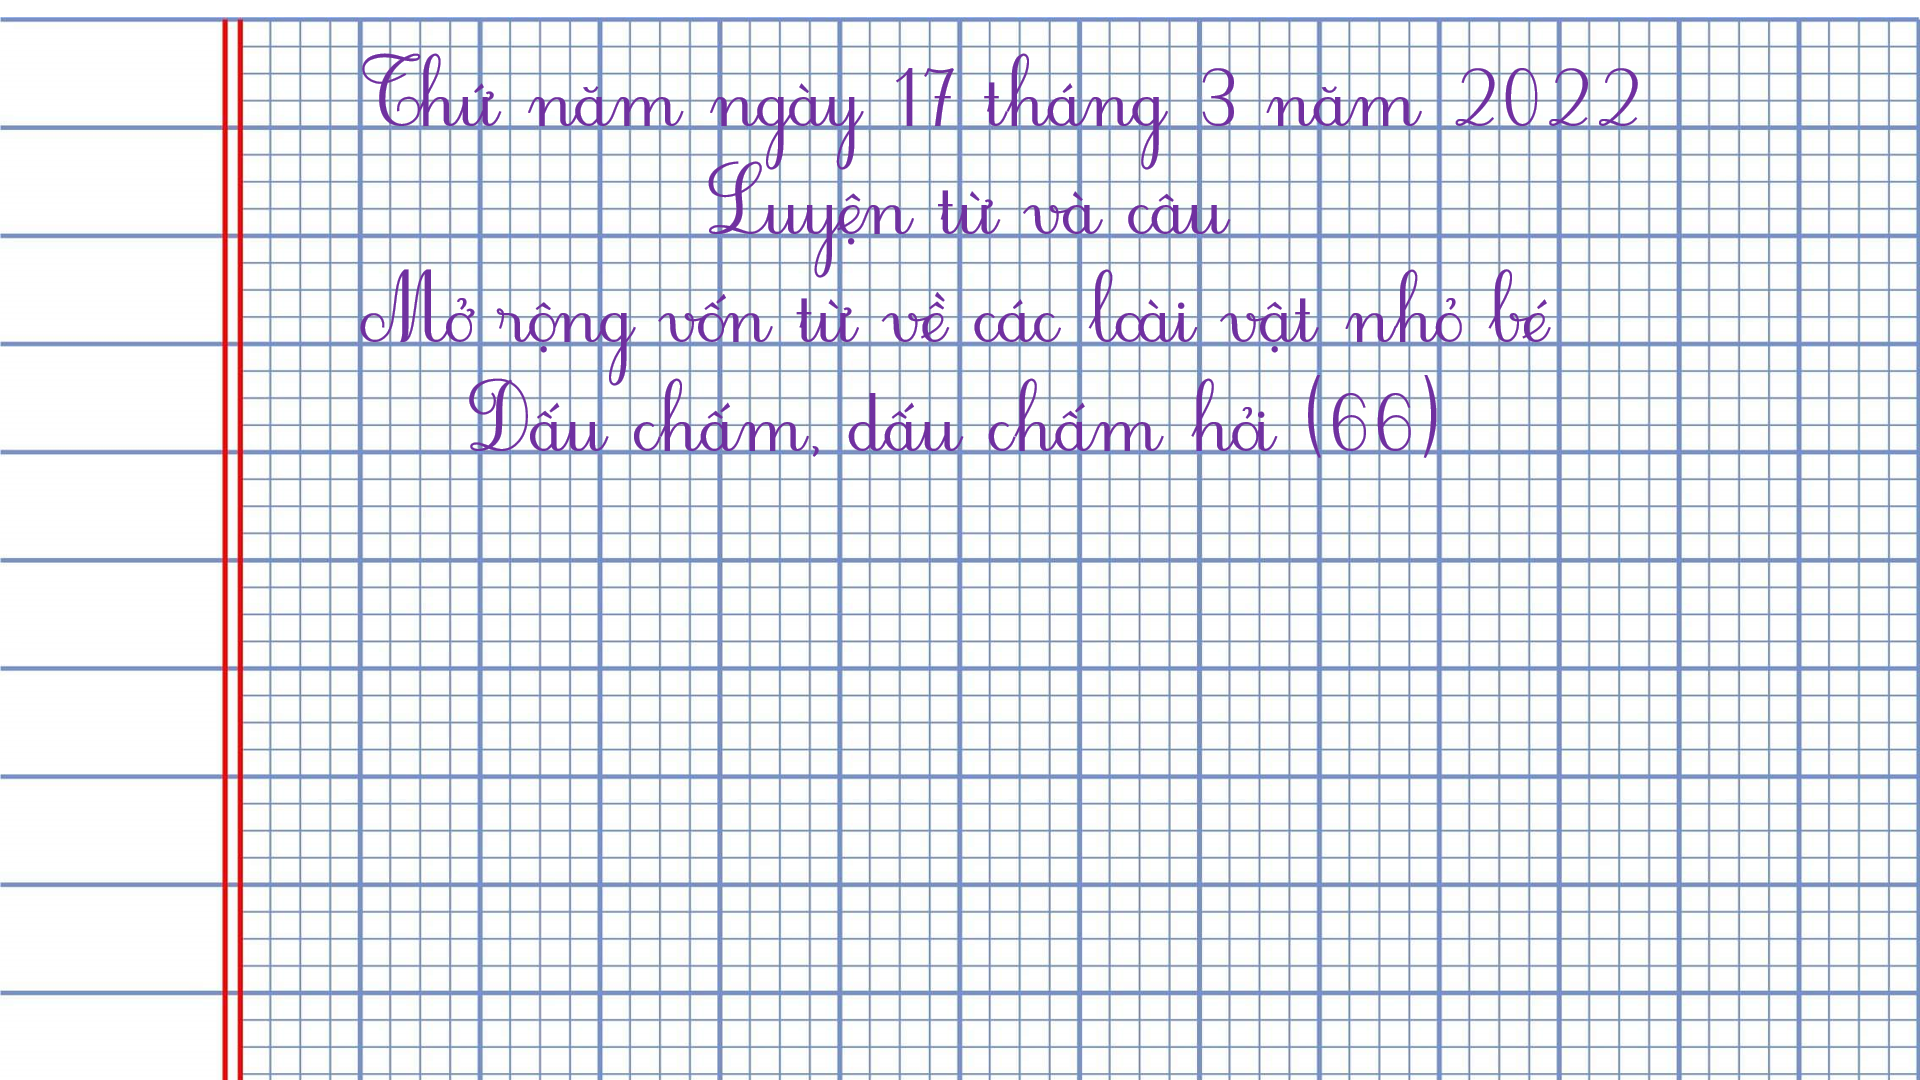 Thứ năm ngày 17 tháng 3 năm 2022
Luyện từ và câu
Mở rộng vốn từ về các loài vật nhỏ bé
Dấu chấm, dấu chấm hỏi (66)